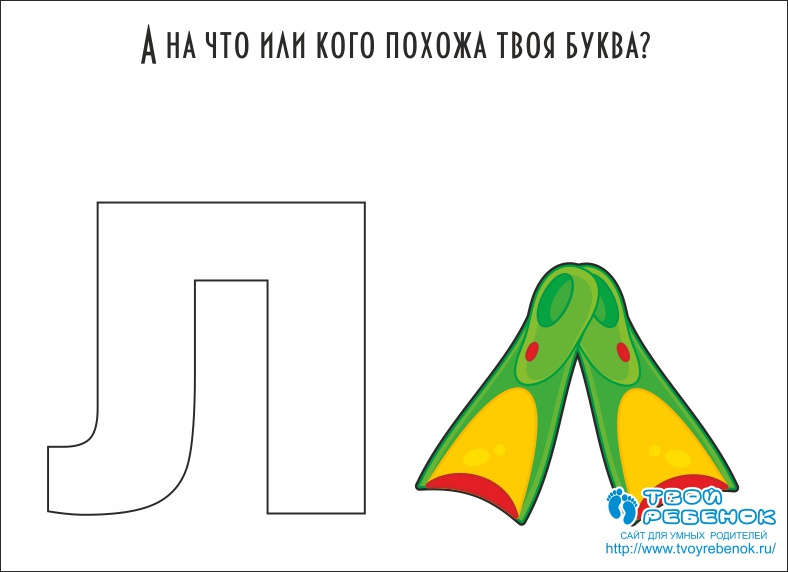 А НА ЧТО ИЛИ КОГО ПОХОЖА ТВОЯ БУКВА?
Л
ТВОЙ
РЕБЕНОК
САЙТ ДЛЯ УМНЫХ РОДИТЕЛЕЙ
http://www.tvoyrebenok.ru/